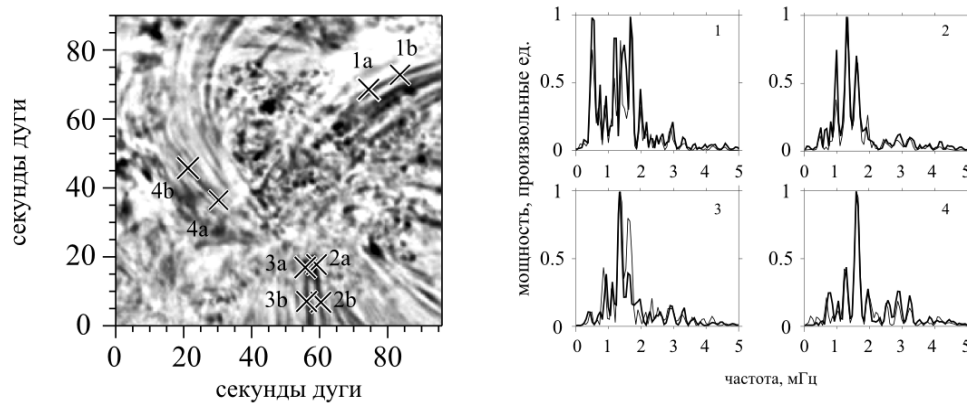 80
60
40
20
0
секунды дуги
1a
1b
4b
4a
3a
2a
3b
2b
0 20 40 60 80
секунды дуги
мощность, произвольные ед.
1
0.5
0
1
0 1 2 3 4 5
1
0.5
0
2
0 1 2 3 4 5
1
0.5
0
3
0 1 2 3 4 5
1
0.5
0
4
0 1 2 3 4 5
частота, мГц